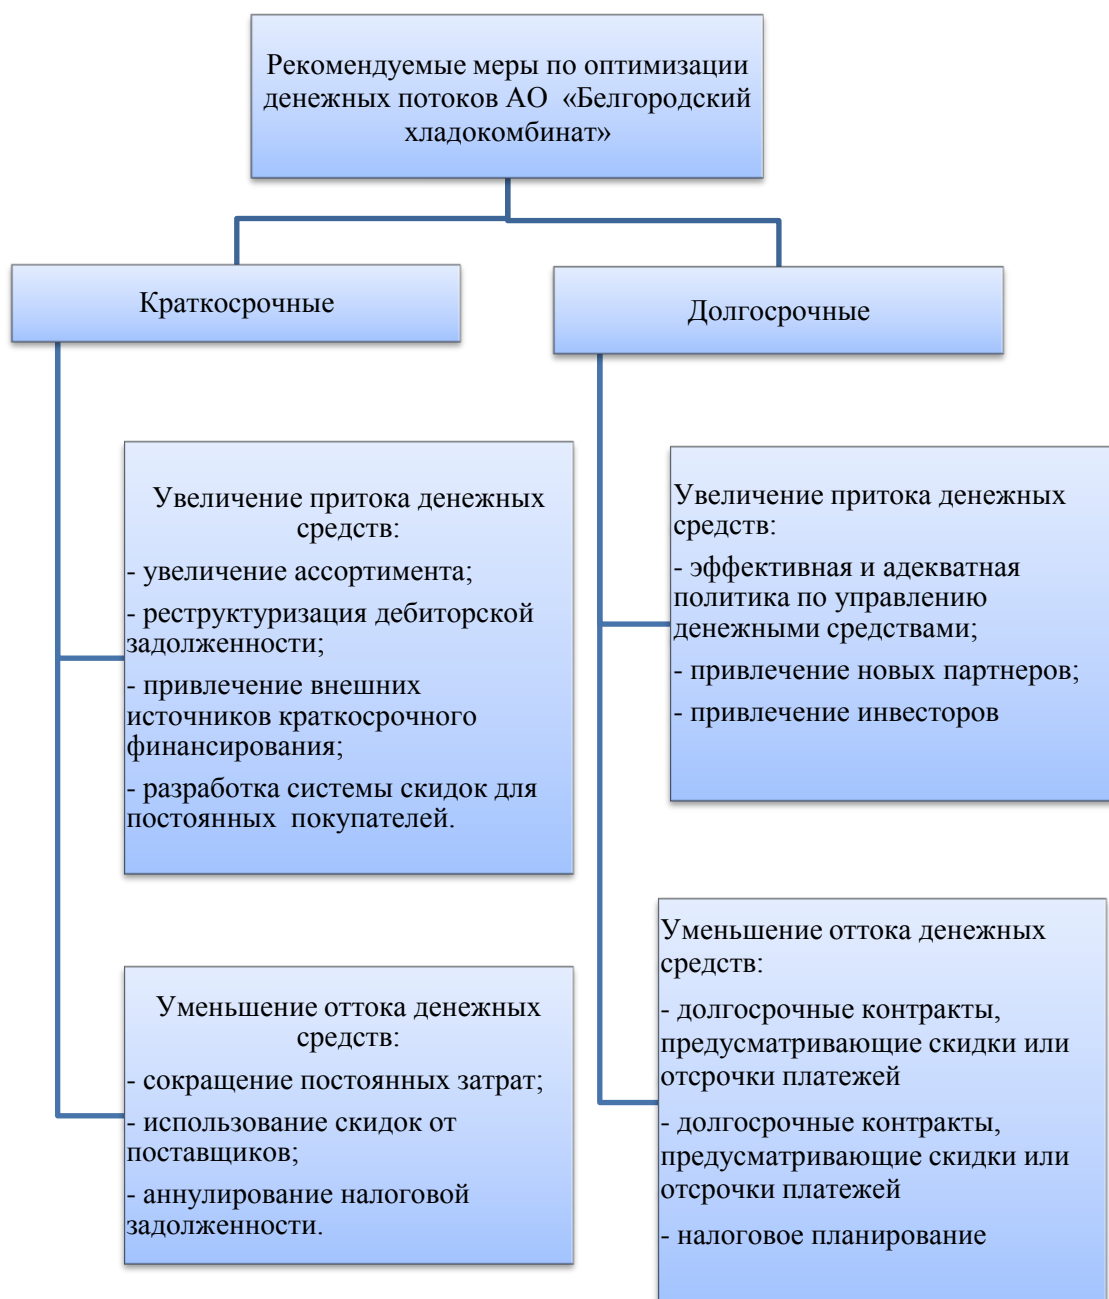 Рекомендуемые меры по оптимизации
денежных потоков АО «Белгородский
хладокомбинат»
Краткосрочные
Долгосрочные
Увеличение притока денежных
средств:
- увеличение ассортимента;
- реструктуризация дебиторской
задолженности;
- привлечение внешних
источников краткосрочного
финансирования;
- разработка системы скидок для
постоянных покупателей.
Увеличение притока денежных
средств:
- эффективная и адекватная
политика по управлению
денежными средствами;
- привлечение новых партнеров;
- привлечение инвесторов
Уменьшение оттока денежных
средств:
- сокращение постоянных затрат;
- использование скидок от
поставщиков;
- аннулирование налоговой
задолженности.
Уменьшение оттока денежных
средств:
- долгосрочные контракты,
предусматривающие скидки или
отсрочки платежей
- долгосрочные контракты,
предусматривающие скидки или
отсрочки платежей
- налоговое планирование